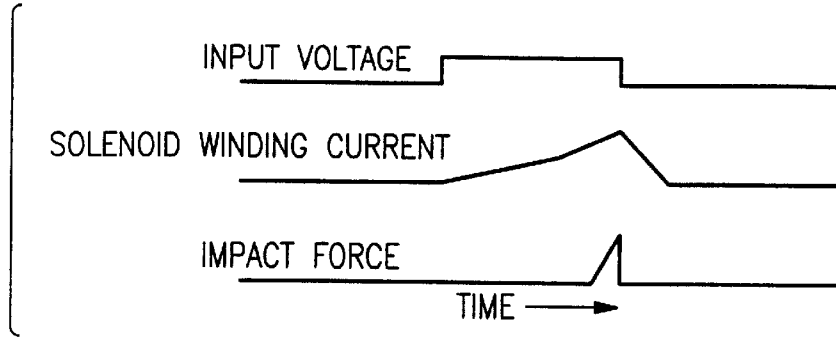 INPUT VOLTAGE
SOLENOID WINDING CURRENT
IMPACT FORCE
TIME